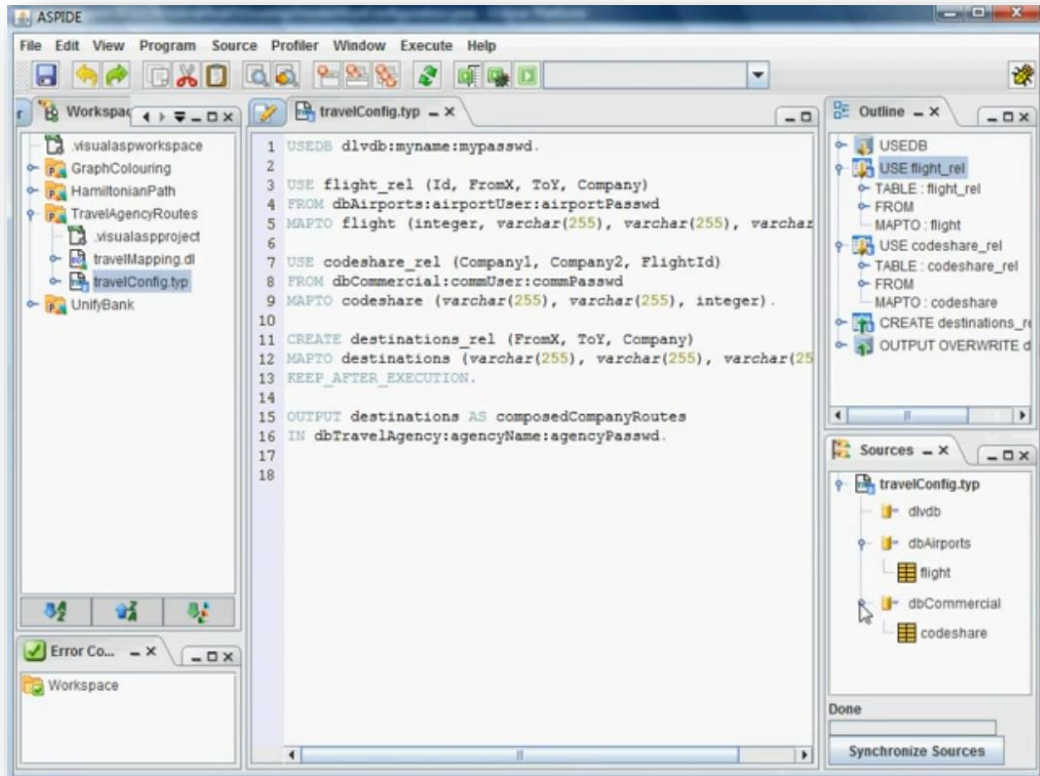 ASPIDE
File Edit View Program Source Profiler Window Execute Help
Workspac
.visualaspworkspace
GraphColouring
HamiltonianPath
TravelAgencyRoutes
.visualaspproject
travelMapping.dl
travelConfig.typ
UnifyBank
Error Co...
Workspace
travelConfig.typ
1 USEDB dlvdb:myname:mypasswd.
2
3 USE flight_rel (Id, FromX, ToY, Company)
4 FROM dbAirports:airportUser:airportPasswd
5 MAPTO flight (integer, varchar(255), varchar(255), varchar
6
7 USE codeshare_rel (Company1, Company2, FlightId)
8 FROM dbCommercial:commUser:commPasswd
9 MAPTO codeshare (varchar(255), varchar(255), integer).
10
11 CREATE destinations_rel (FromX, ToY, Company)
12 MAPTO destinations (varchar(255), varchar(255), varchar(25
13 KEEP_AFTER_EXECUTION.
14
15 OUTPUT destinations AS composedCompanyRoutes
16 IN dbTravelAgency:agencyName:agencyPasswd.
17
18
Outline
USEDB
USE flight_rel
TABLE : flight_rel
FROM
MAPTO : flight
USE codeshare_rel
TABLE : codeshare_rel
FROM
MAPTO : codeshare
CREATE destinations_re
OUTPUT OVERWRITE d
Sources
travelConfig.typ
dlvdb
dbAirports
flight
dbCommercial
codeshare
Done
Synchronize Sources